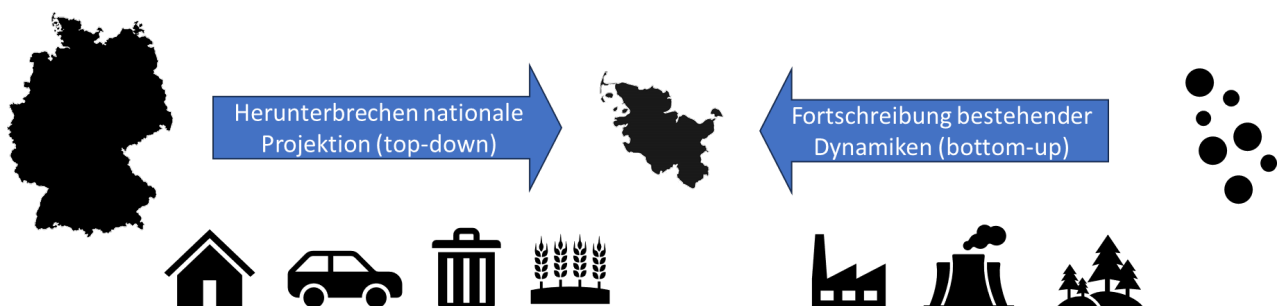 Herunterbrechen nationale
Projektion (top-down)
Fortschreibung bestehender
Dynamiken (bottom-up)